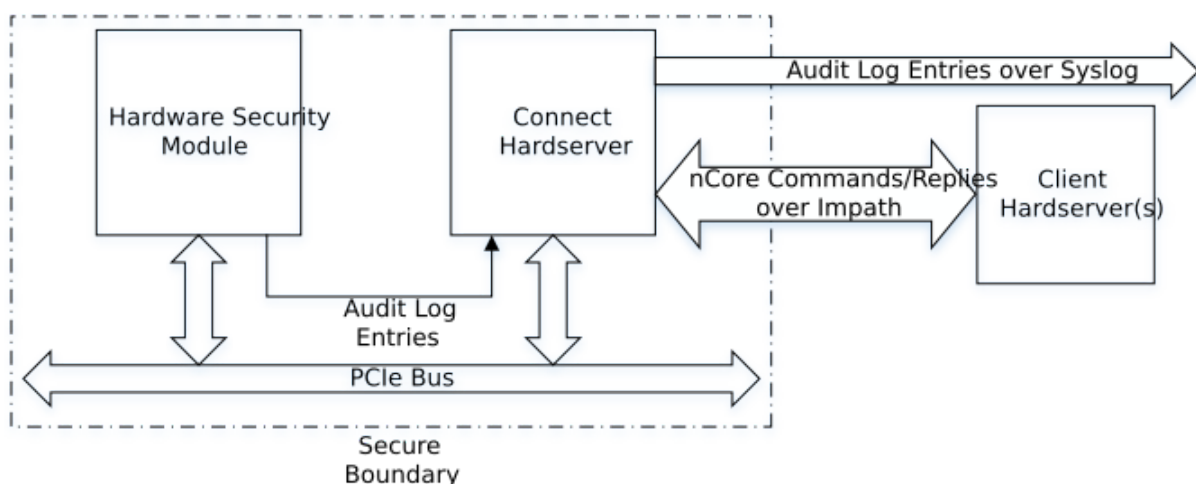 Hardware Security
Module
Connect
Hardserver
Audit Log Entries over Syslog
nCore Commands/Replies
over Impath
Client
Hardserver(s)
Audit Log
Entries
PCIe Bus
Secure
Boundary